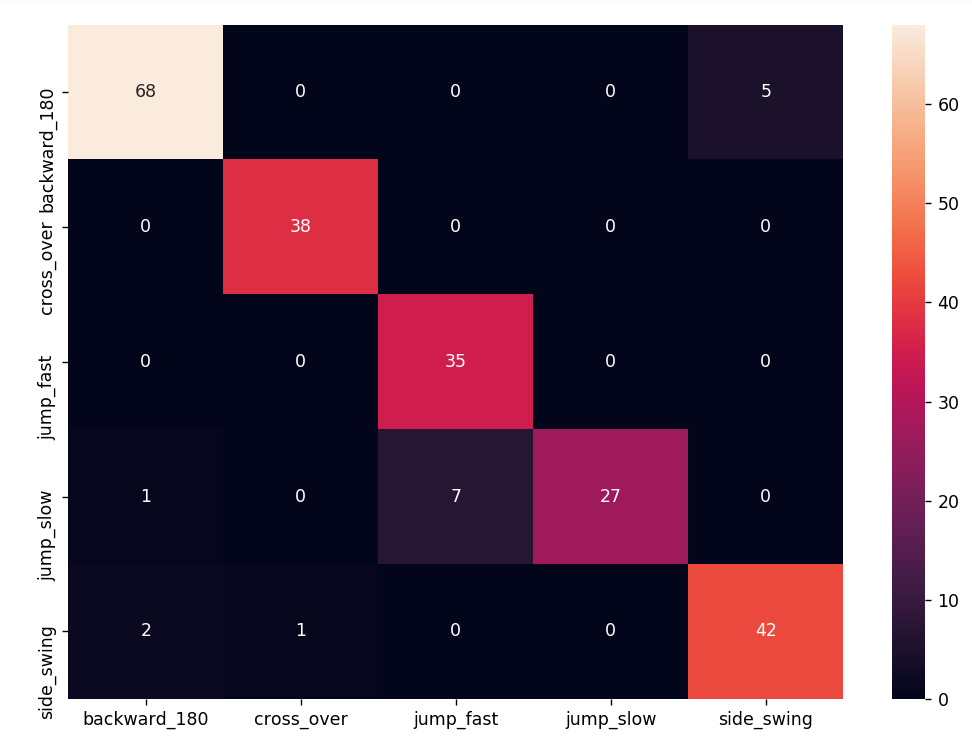 backward_180
68 0 0 0 5
cross_over
0 38 0 0 0
jump_fast
0 0 35 0 0
jump_slow
1 0 7 27 0
side_swing
2 1 0 0 42
backward_180 cross_over jump_fast jump_slow side_swing
60
50
40
30
20
10
0